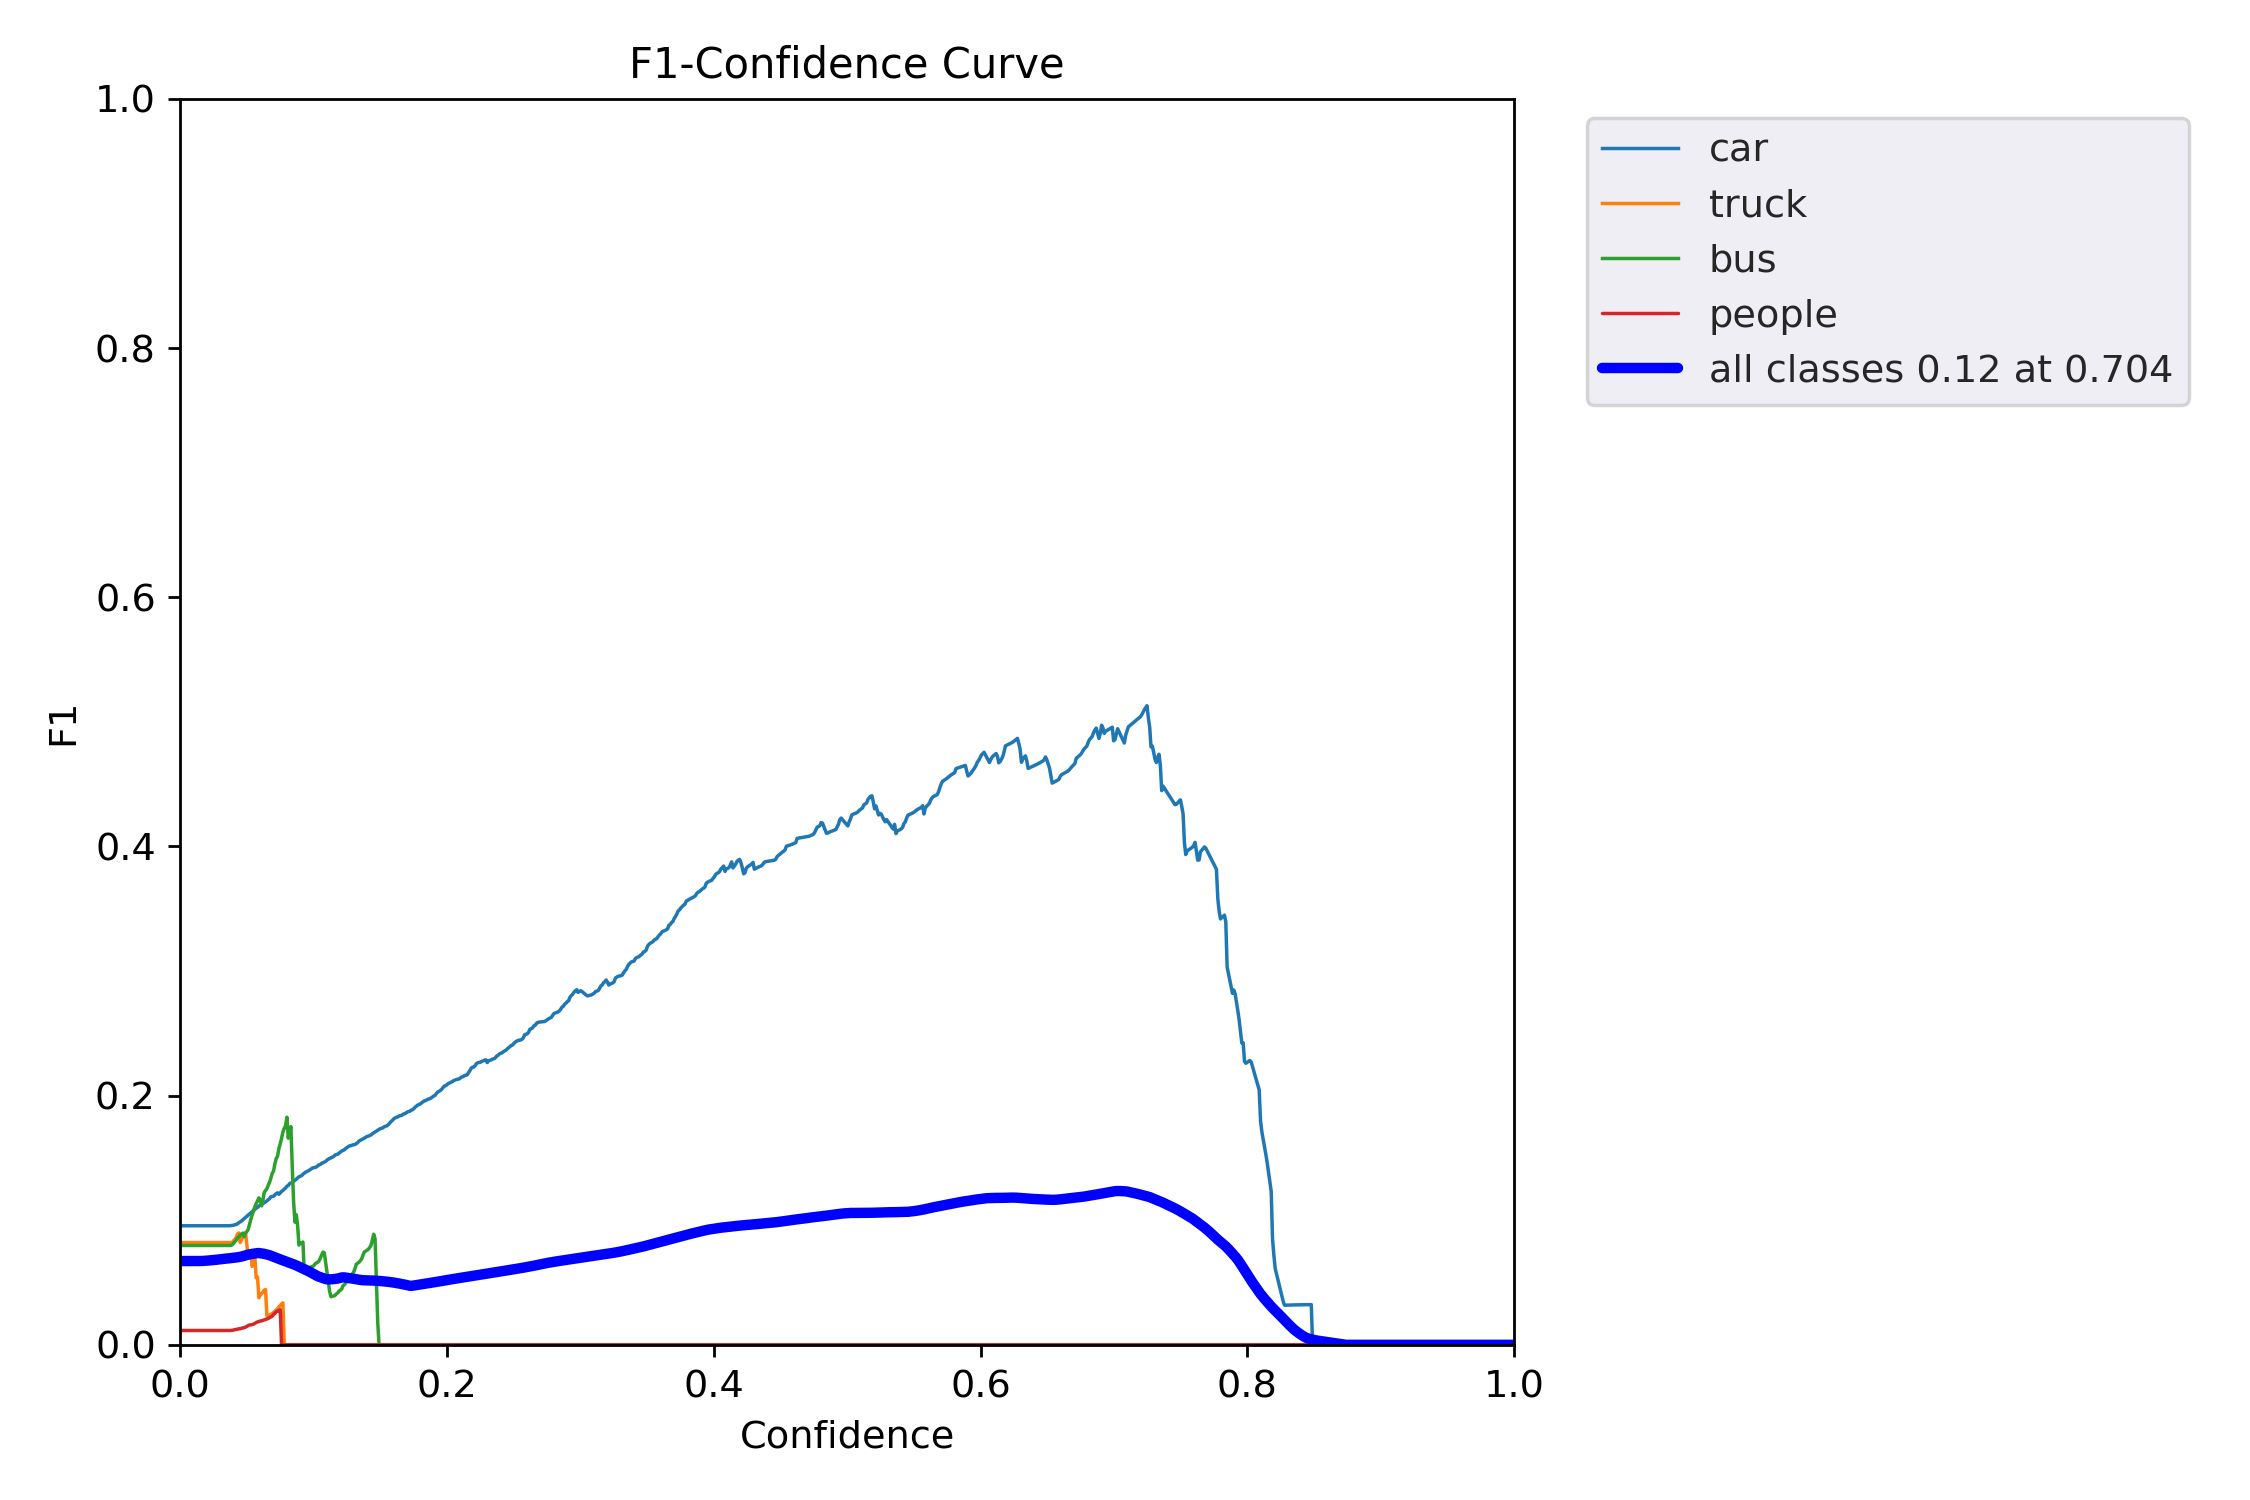 F1-Confidence Curve
1.0
0.8
0.6
0.4
0.2
0.0
F1
0.0 0.2 0.4 0.6 0.8 1.0
Confidence
car
truck
bus
people
all classes 0.12 at 0.704